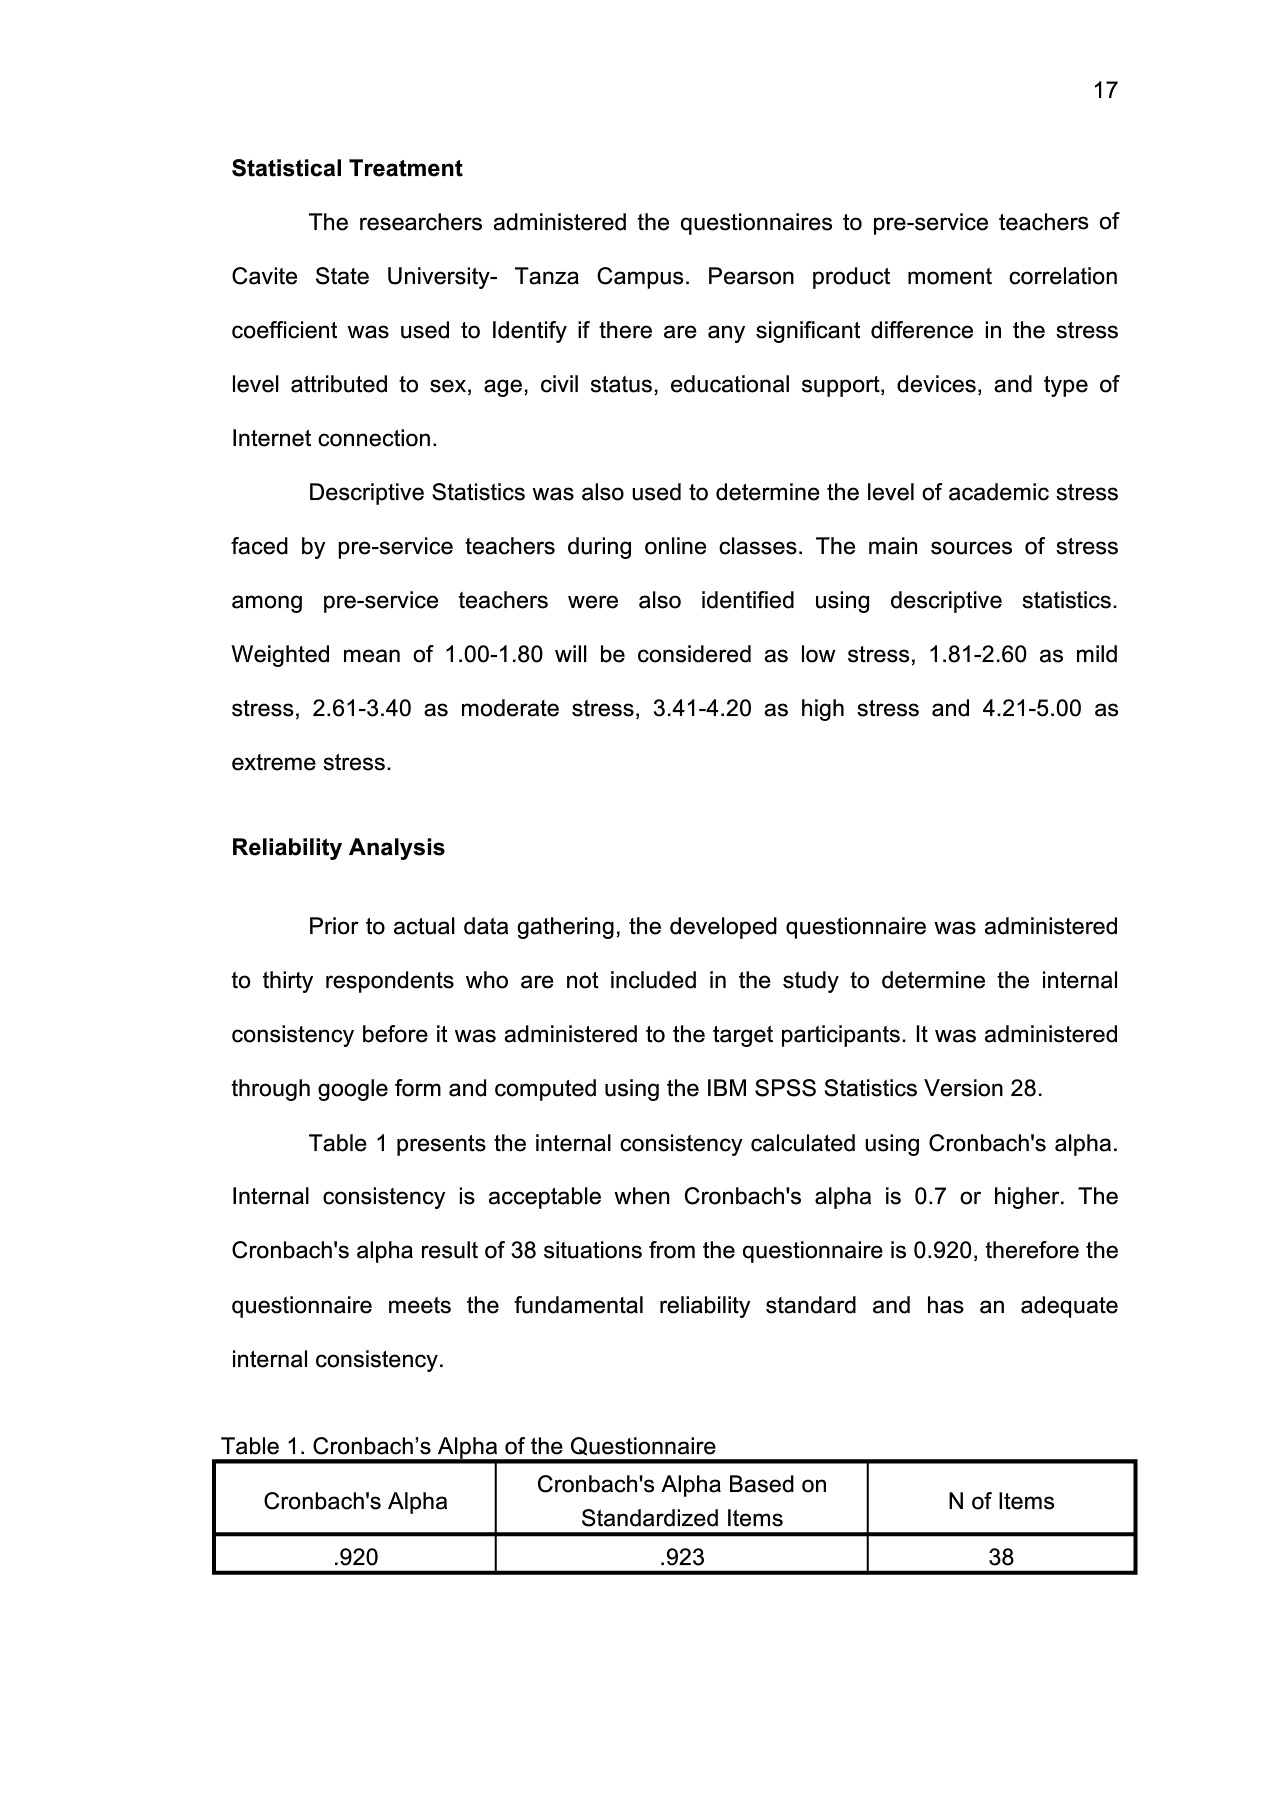 17
Statistical Treatment
The researchers administered the questionnaires to pre-service teachers of
Cavite State University- Tanza Campus. Pearson product moment correlation
coefficient was used to Identify if there are any significant difference in the stress
level attributed to sex, age, civil status, educational support, devices, and type of
Internet connection.
Descriptive Statistics was also used to determine the level of academic stress
faced by pre-service teachers during online classes. The main sources of stress
among pre-service teachers were also identified using descriptive statistics.
Weighted mean of 1.00-1.80 will be considered as low stress, 1.81-2.60 as mild
stress, 2.61-3.40 as moderate stress, 3.41-4.20 as high stress and 4.21-5.00 as
extreme stress.
Reliability Analysis
Prior to actual data gathering, the developed questionnaire was administered
to thirty respondents who are not included in the study to determine the internal
consistency before it was administered to the target participants. It was administered
through google form and computed using the IBM SPSS Statistics Version 28.
Table 1 presents the internal consistency calculated using Cronbach's alpha.
Internal consistency is acceptable when Cronbach's alpha is 0.7 or higher. The
Cronbach's alpha result of 38 situations from the questionnaire is 0.920, therefore the
questionnaire meets the fundamental reliability standard and has an adequate
internal consistency.
Table 1. Cronbach’s Alpha of the Questionnaire
Cronbach's Alpha
Cronbach's Alpha Based on
Standardized Items
N of Items
.920
.923
38